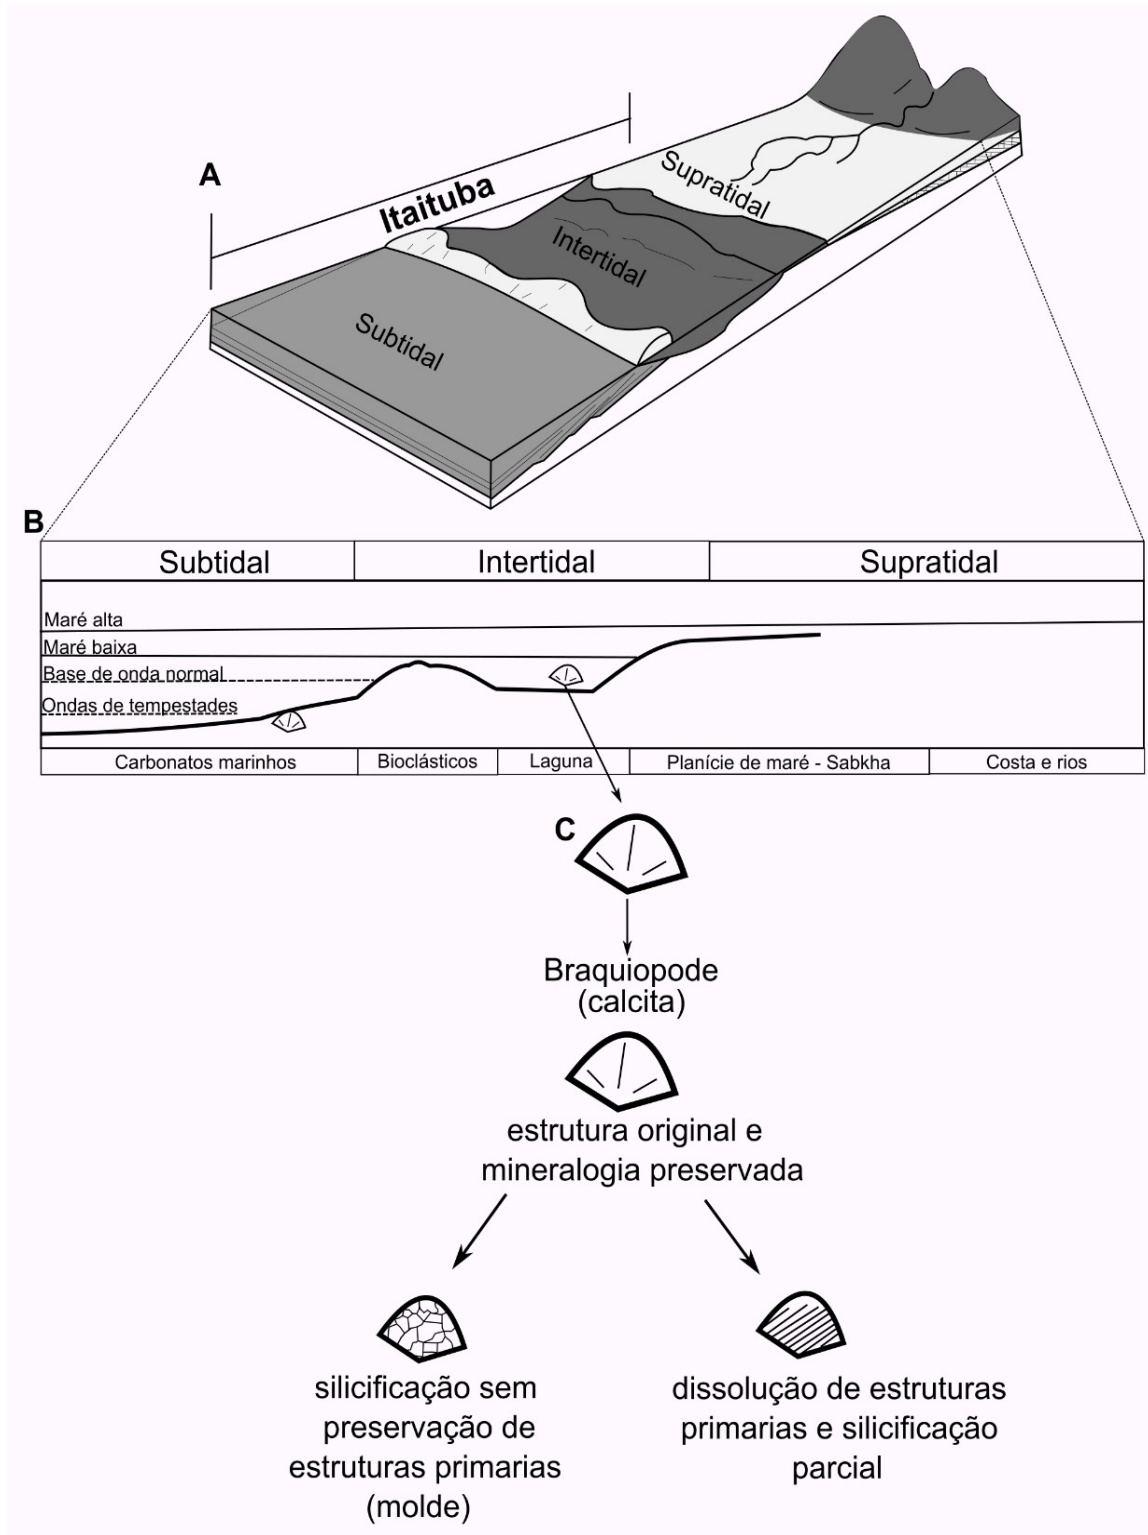 A
Itaituba
Supratidal
Intertidal
Subtidal
B
Subtidal
Intertidal
Supratidal
Maré alta
Maré baixa
Base de onda normal
Ondas de tempestades
Carbonatos marinhos
Bioclásticos
Laguna
Planície de maré - Sabkha
Costa e rios
C
Braquiopode
(calcita)
estrutura original e
mineralogia preservada
silicificação sem
preservação de
estruturas primarias
(molde)
dissolução de estruturas
primarias e silicificação
parcial